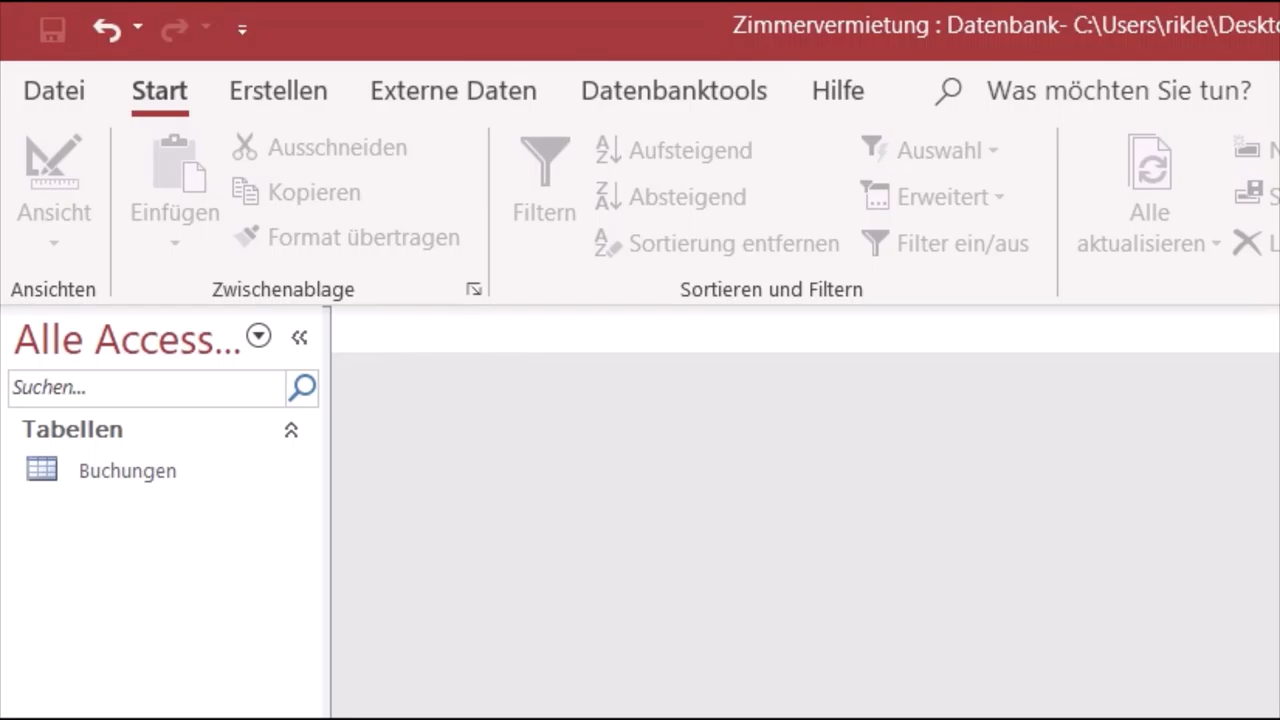 Zimmervermietung : Datenbank- C:\Users\rikle\Deskto
Datei Start Erstellen Externe Daten Datenbanktools Hilfe Was möchten Sie tun?
Ansicht
Ansichten
Einfügen
Ausschneiden
Kopieren
Format übertragen
Zwischenablage
Filtern
Aufsteigend
Absteigend
Sortierung entfernen
Auswahl
Erweitert
Filter ein/aus
Sortieren und Filtern
Alle
aktualisieren
Alle Access...
Suchen...
Tabellen
Buchungen